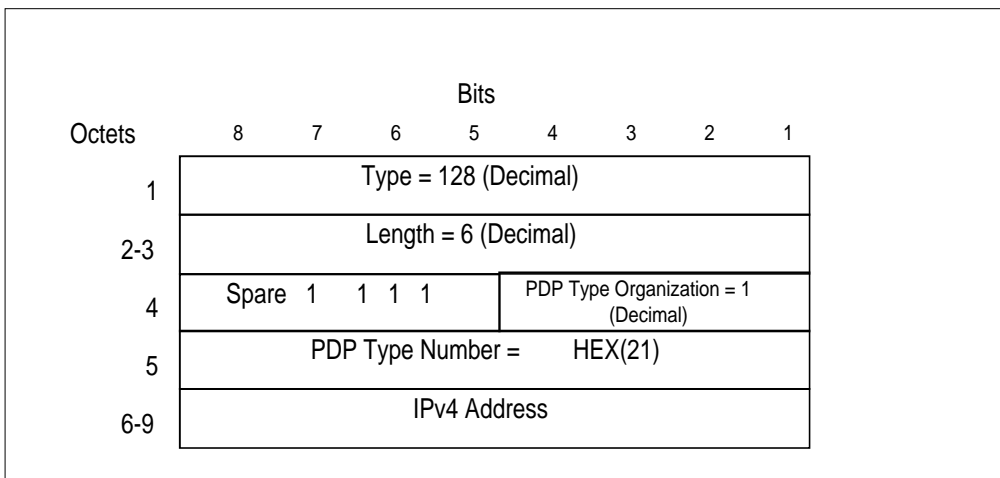 Bits
Octets 8 7 6 5 4 3 2 1
1 Type = 128 (Decimal)
2-3 Length = 6 (Decimal)
4 Spare 1 1 1 1 PDP Type Organization = 1
(Decimal)
5 PDP Type Number = HEX(21)
6-9 IPv4 Address